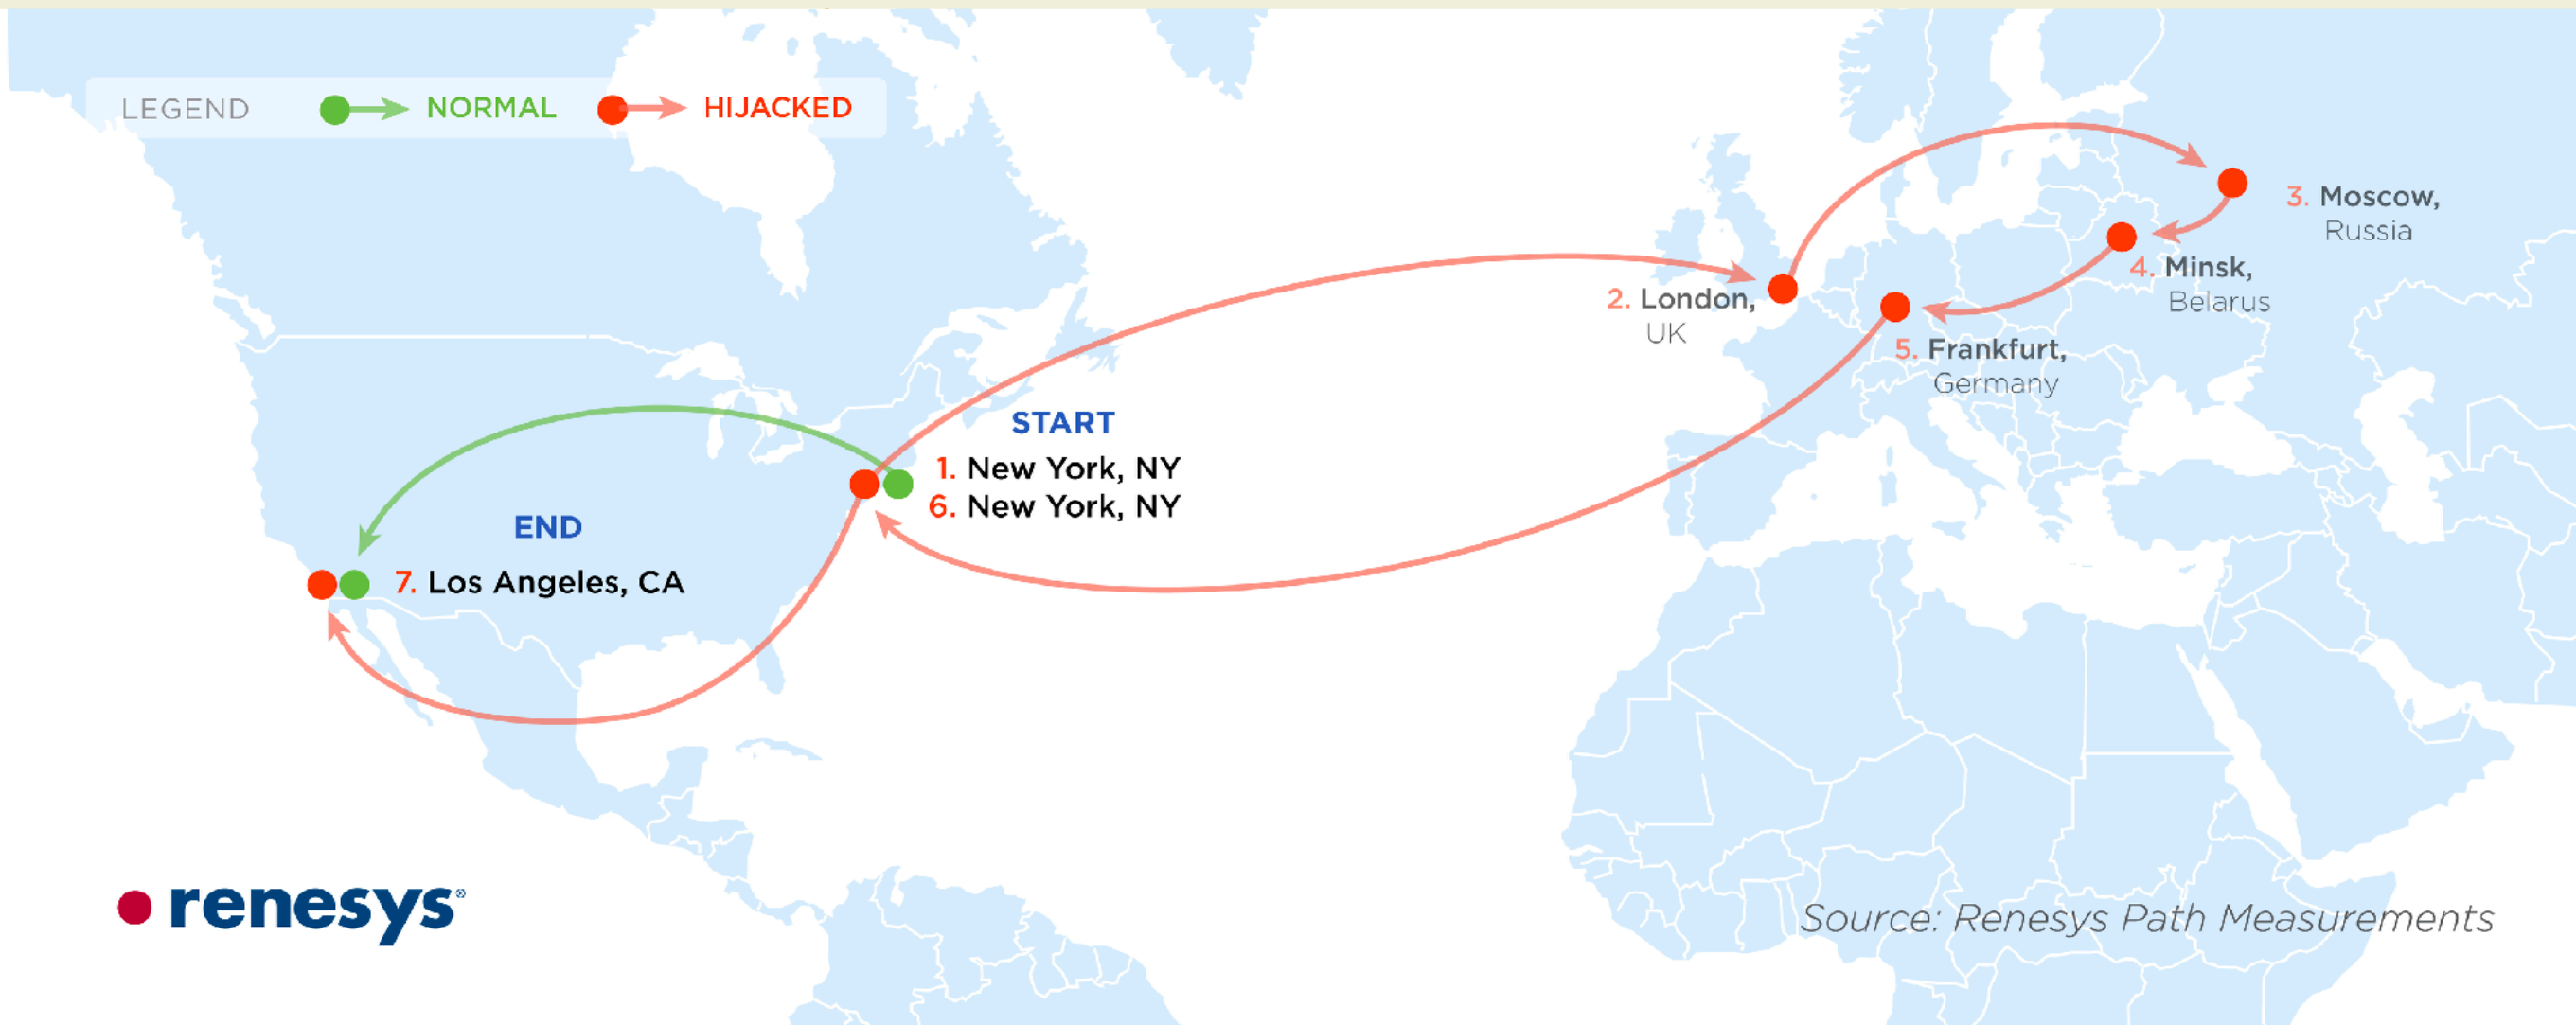 LEGEND
NORMAL
HIJACKED
3. Moscow,
Russia
4. Minsk,
Belarus
2. London,
UK
5. Frankfurt,
Germany
START
1. New York, NY
6. New York, NY
END
7. Los Angeles, CA
renesys®
Source: Renesys Path Measurements